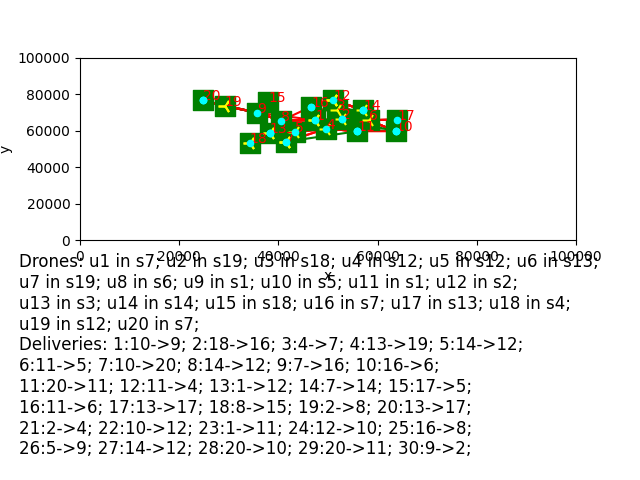 100000
80000
60000
40000
20000
0
y
0 20000 40000 60000 80000 100000
x
Drones: u1 in s7; u2 in s19; u3 in s18; u4 in s12; u5 in s12; u6 in s13;
u7 in s19; u8 in s6; u9 in s1; u10 in s5; u11 in s1; u12 in s2;
u13 in s3; u14 in s14; u15 in s18; u16 in s7; u17 in s13; u18 in s4;
u19 in s12; u20 in s7;
Deliveries: 1:10->9; 2:18->16; 3:4->7; 4:13->19; 5:14->12;
6:11->5; 7:10->20; 8:14->12; 9:7->16; 10:16->6;
11:20->11; 12:11->4; 13:1->12; 14:7->14; 15:17->5;
16:11->6; 17:13->17; 18:8->15; 19:2->8; 20:13->17;
21:2->4; 22:10->12; 23:1->11; 24:12->10; 25:16->8;
26:5->9; 27:14->12; 28:20->10; 29:20->11; 30:9->2;